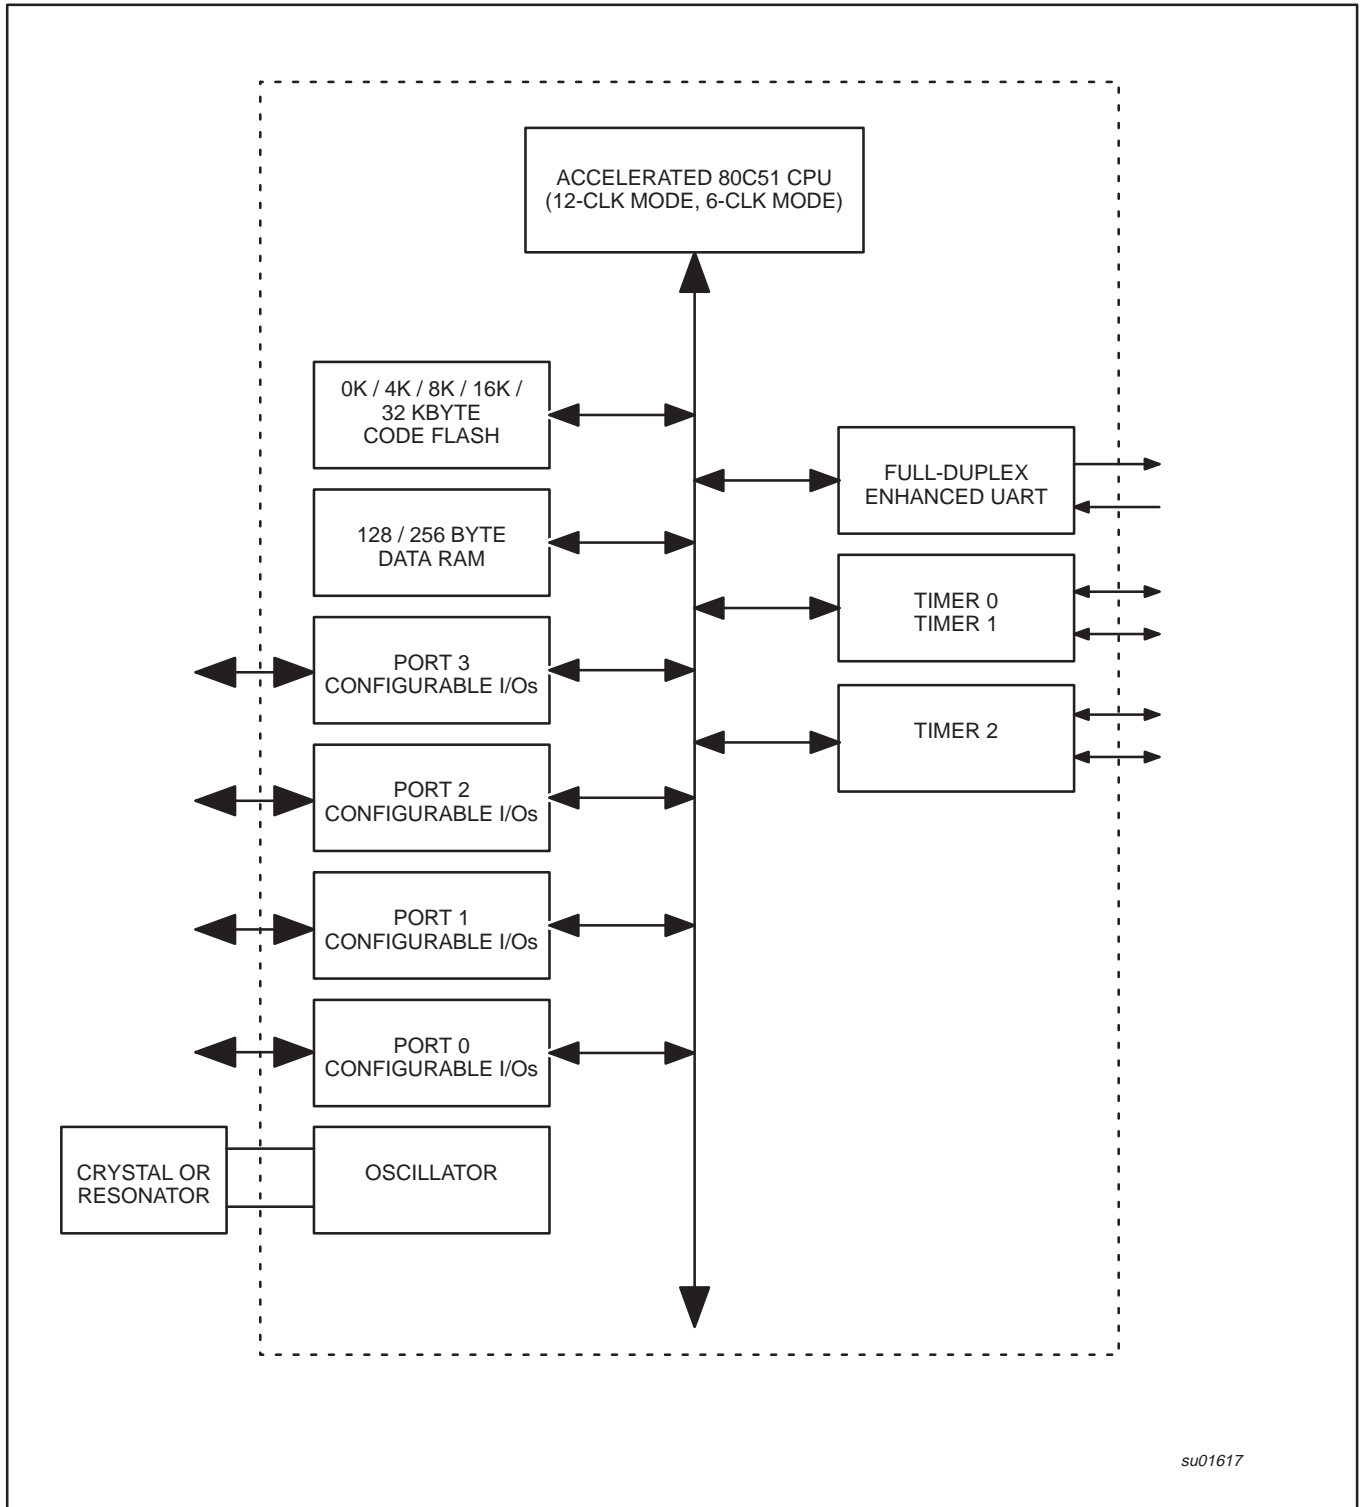 ACCELERATED 80C51 CPU
(12-CLK MODE, 6-CLK MODE)
0K / 4K / 8K / 16K /
32 KBYTE
CODE FLASH
128 / 256 BYTE
DATA RAM
PORT 3
CONFIGURABLE I/Os
PORT 2
CONFIGURABLE I/Os
PORT 1
CONFIGURABLE I/Os
PORT 0
CONFIGURABLE I/Os
CRYSTAL OR
RESONATOR
OSCILLATOR
FULL-DUPLEX
ENHANCED UART
TIMER 0
TIMER 1
TIMER 2
su01617